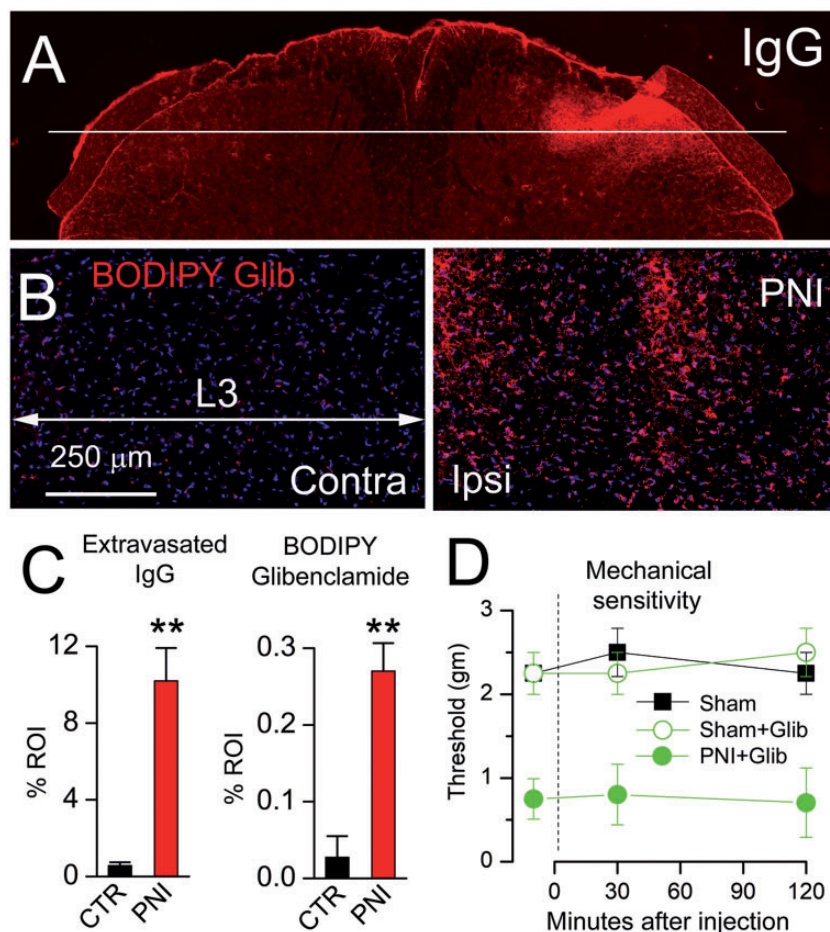 A
IgG
B
BODIPY Glib
L3
250 μm
Contra
PNI
Ipsi
C
Extravasated
IgG
% ROI
12
8
4
0
**
CTR
PNI
BODIPY
Glibenclamide
% ROI
0.3
0.2
0.1
0.0
**
CTR
PNI
D
Mechanical
sensitivity
Threshold (gm)
3
2
1
0
Sham
Sham+Glib
PNI+Glib
0 30 60 90 120
Minutes after injection